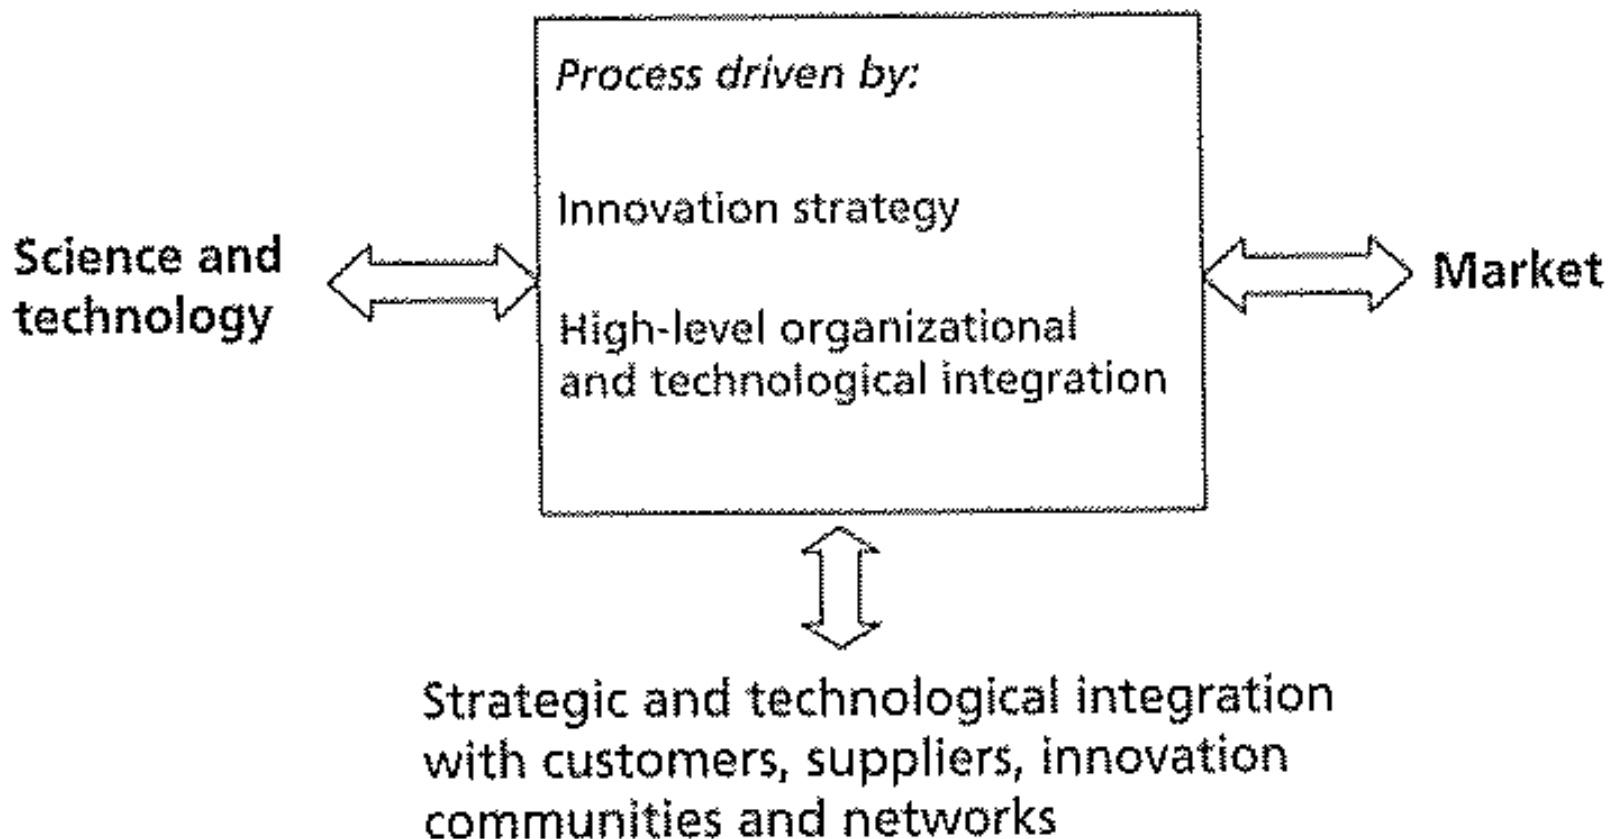 Process driven by:
Innovation strategy
High-level organizational
and technological integration
Science and
technology
Market
Strategic and technological integration
with customers, suppliers, innovation
communities and networks